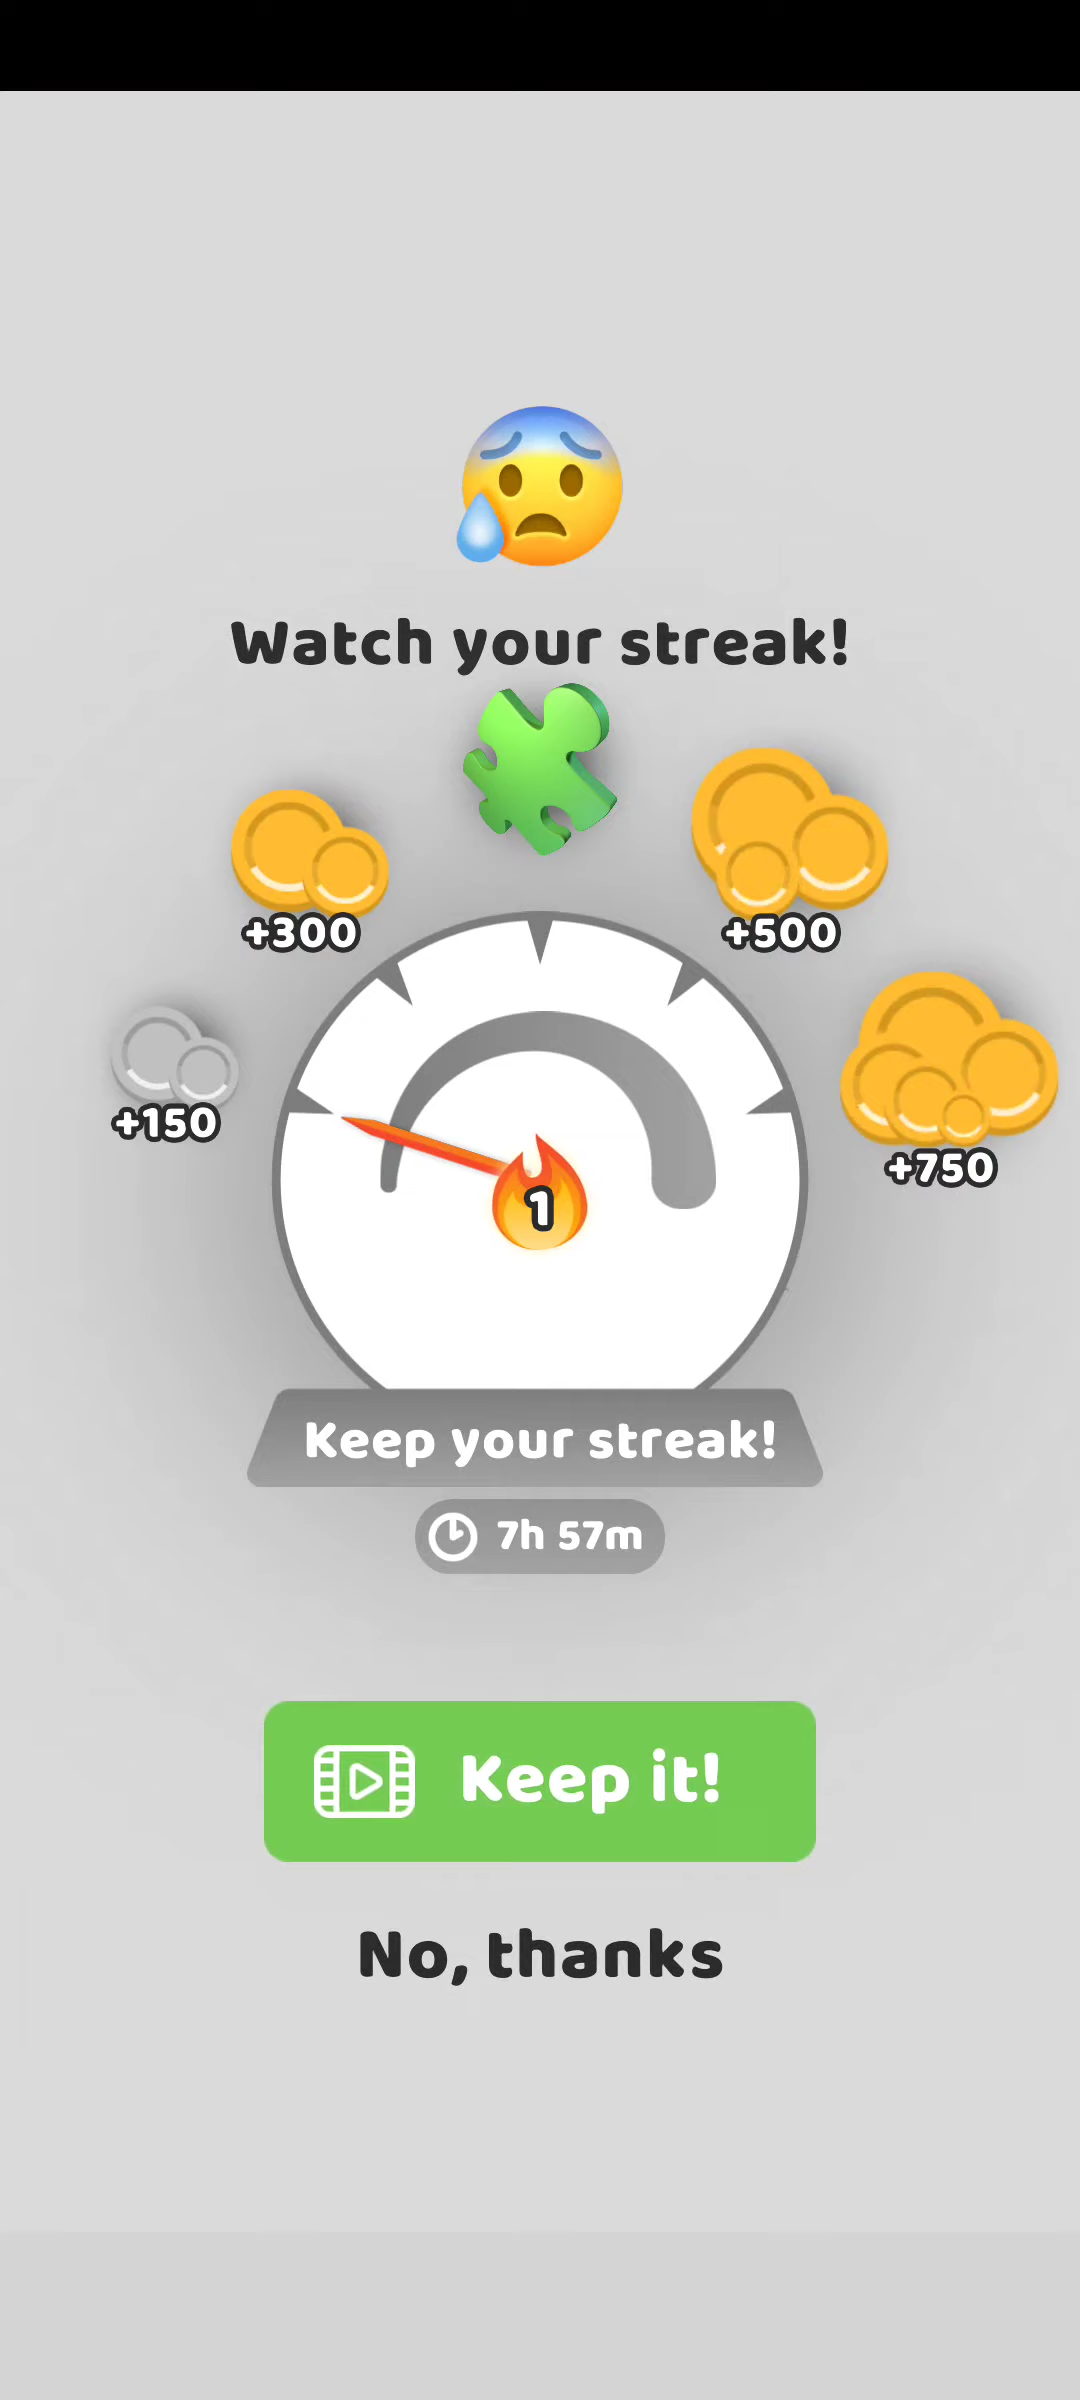 Watch your streak!
+300
+500
+150
+750
1
Keep your streak!
7h 57m
Keep it!
No, thanks